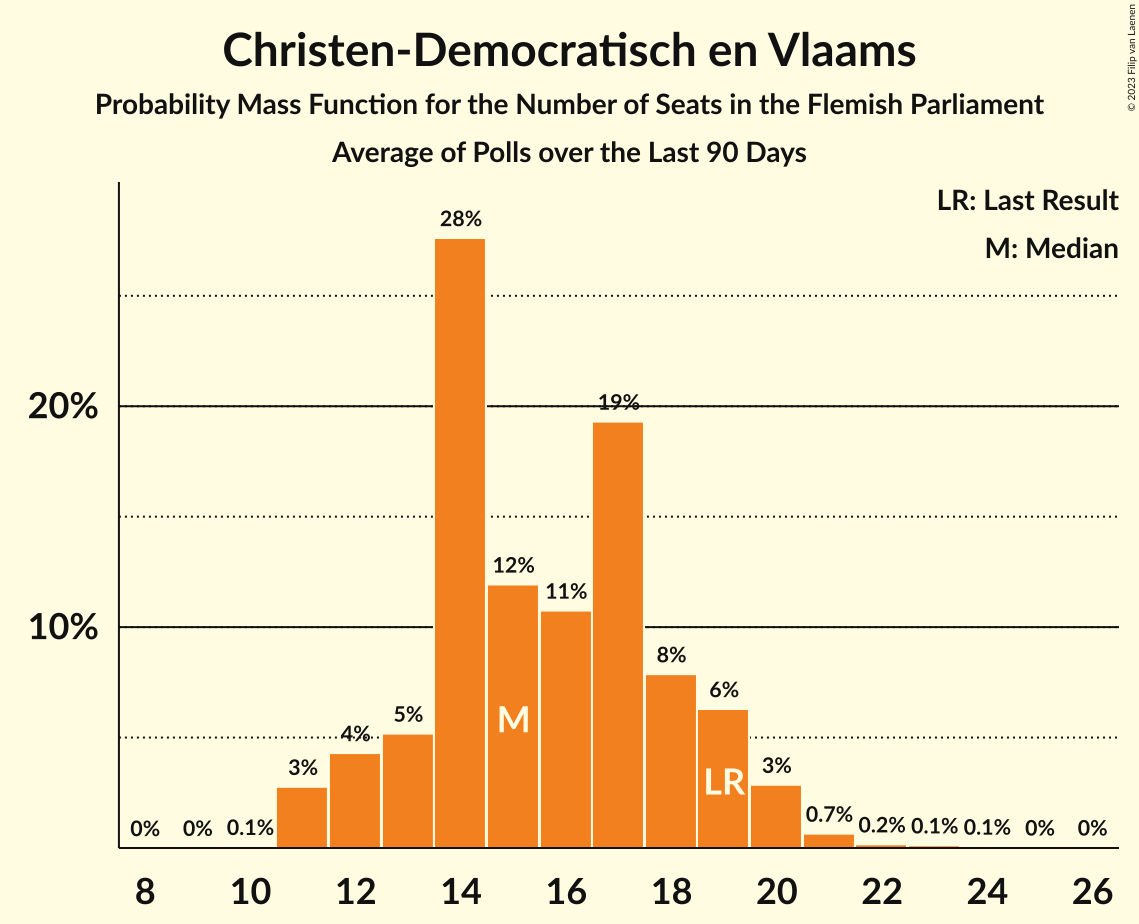 Christen-Democratisch en Vlaams
Probability Mass Function for the Number of Seats in the Flemish Parliament
Average of Polls over the Last 90 Days
© 2023 Filip van Laenen
LR: Last Result
M: Median
28%
20%
19%
12%
11%
10%
8%
6%
5%
4%
3%
3%
M
LR
0%
0%
0.1%
0.7%
0.2%
0.1%
0.1%
0%
0%
8 10 12 14 16 18 20 22 24 26